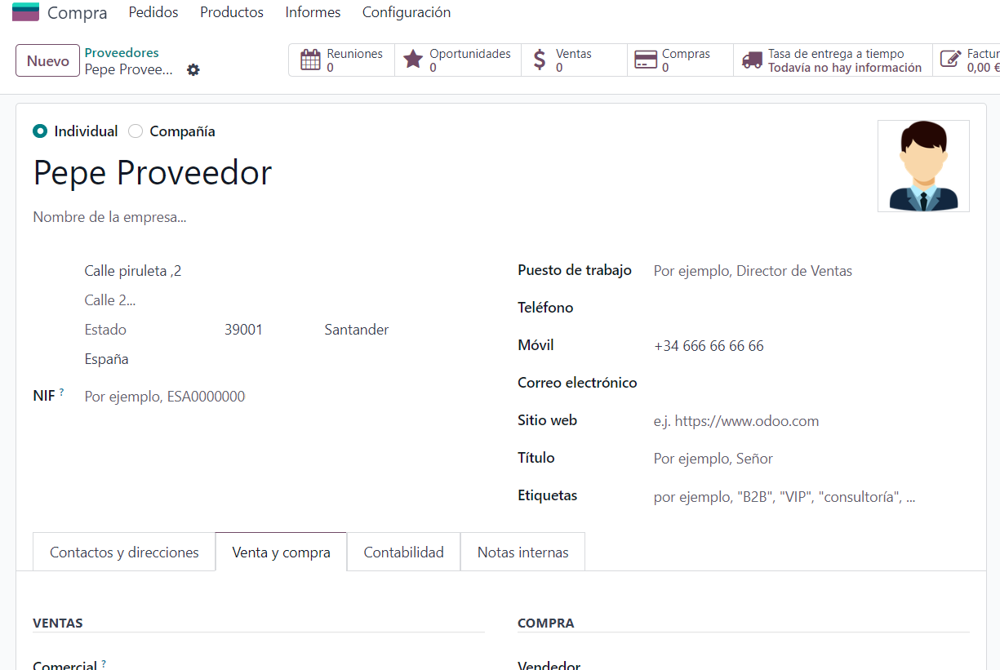 Compra Pedidos Productos Informes Configuración
Nuevo
Proveedores
Pepe Provee...
Reuniones
0
Oportunidades
0
Ventas
0
Compras
0
Tasa de entrega a tiempo
Todavía no hay información
Factur
0,00 €
Individual Compañía
Pepe Proveedor
Nombre de la empresa...
Calle piruleta ,2
Calle 2...
Estado 39001 Santander
España
NIF ? Por ejemplo, ESA0000000
Puesto de trabajo Por ejemplo, Director de Ventas
Teléfono
Móvil +34 666 66 66 66
Correo electrónico
Sitio web e.j. https://www.odoo.com
Título Por ejemplo, Señor
Etiquetas por ejemplo, "B2B", "VIP", "consultoría", ...
Contactos y direcciones Venta y compra Contabilidad Notas internas
VENTAS
Comercial ?
COMPRA
Vendedor